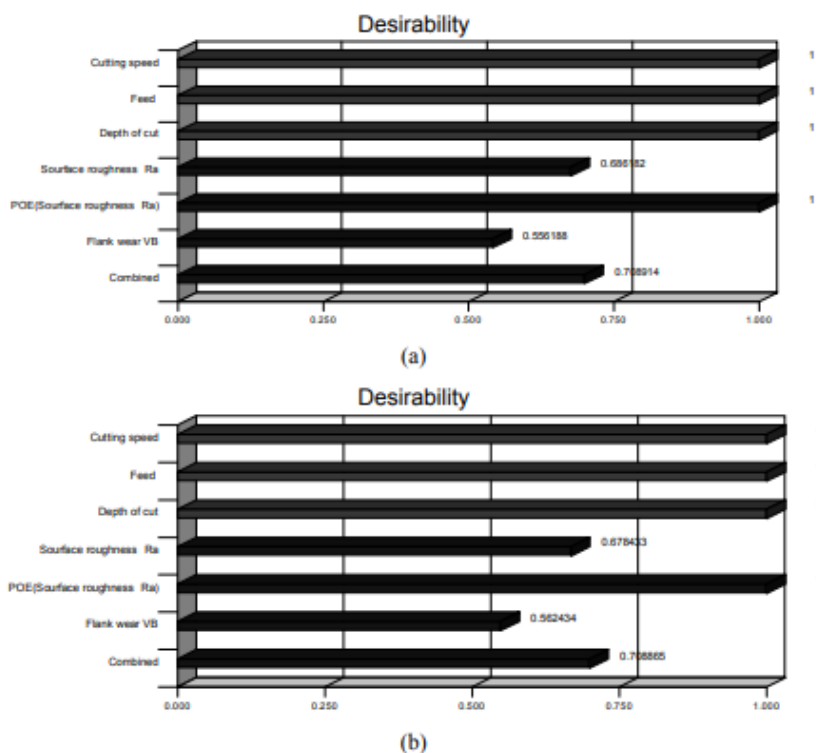 Desirability
Cutting speed 1
Feed 1
Depth of cut 1
Sourface roughness Ra 0.686182
POE(Sourface roughness Ra) 1
Flank wear VB 0.556188
Combined 0.708914
0.000 0.250 0.500 0.750 1.000
(a)
Desirability
Cutting speed
Feed
Depth of cut
Sourface roughness Ra 0.678433
POE(Sourface roughness Ra)
Flank wear VB 0.562434
Combined 0.708865
0.000 0.250 0.500 0.750 1.000
(b)